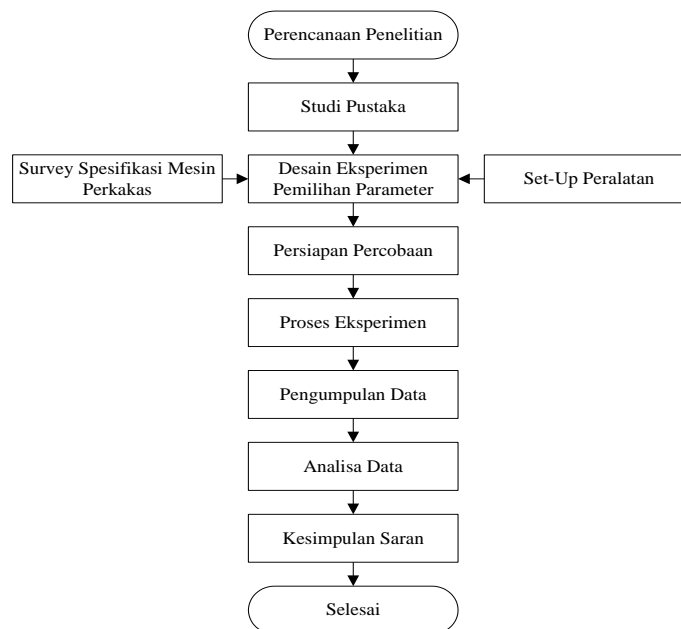 Perencanaan Penelitian
Studi Pustaka
Survey Spesifikasi Mesin
Perkakas
Desain Eksperimen
Pemilihan Parameter
Set-Up Peralatan
Persiapan Percobaan
Proses Eksperimen
Pengumpulan Data
Analisa Data
Kesimpulan Saran
Selesai